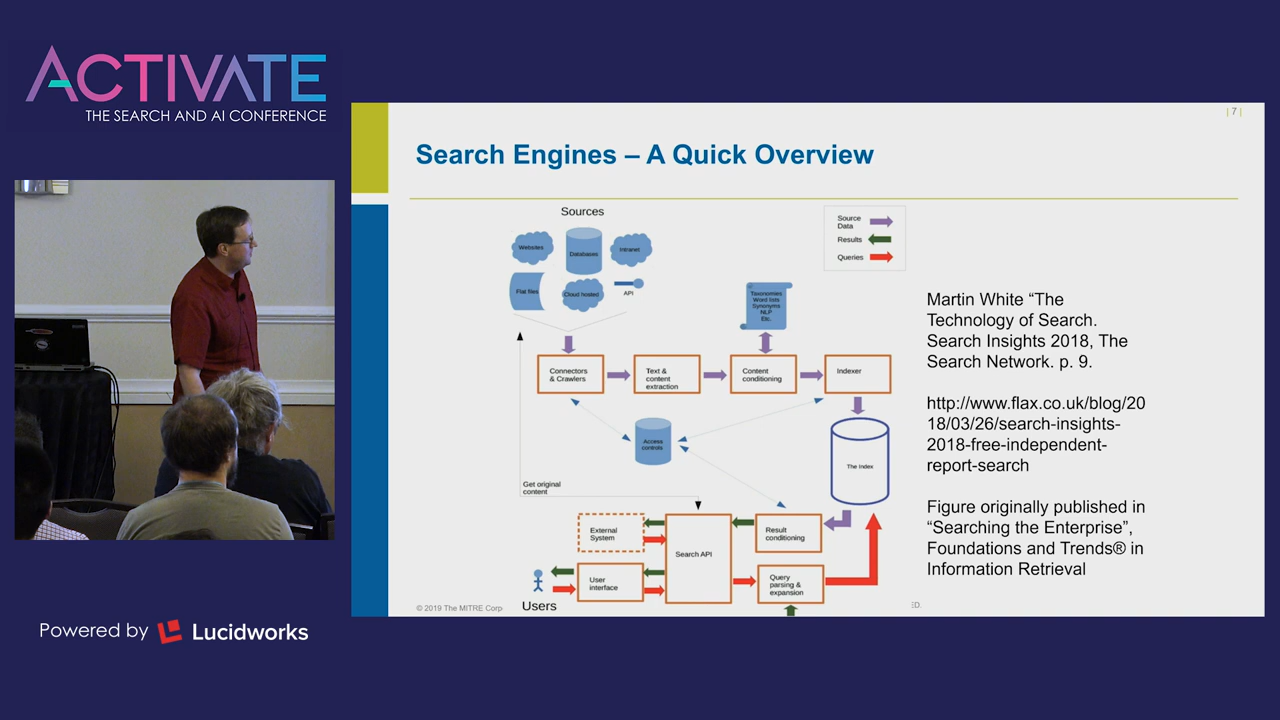 ACTIVATE
THE SEARCH AND AI CONFERENCE
| 7 |
Search Engines – A Quick Overview
Sources
Websites
Databases
Intranet
Flat files
Cloud hosted
API
Source
Data
Results
Queries
Taxonomies
Word lists
Synonyms
NLP
Etc.
Connectors
& Crawlers
Text &
content
extraction
Content
conditioning
Indexer
Access
controls
The Index
Get original
content
External
System
Search API
Result
conditioning
User
interface
Query
parsing &
expansion
Users
© 2019 The MITRE Corp
ED.
Martin White “The
Technology of Search.
Search Insights 2018, The
Search Network. p. 9.
http://www.flax.co.uk/blog/20
18/03/26/search-insights-
2018-free-independent-
report-search
Figure originally published in
“Searching the Enterprise”,
Foundations and Trends® in
Information Retrieval
Powered by Lucidworks